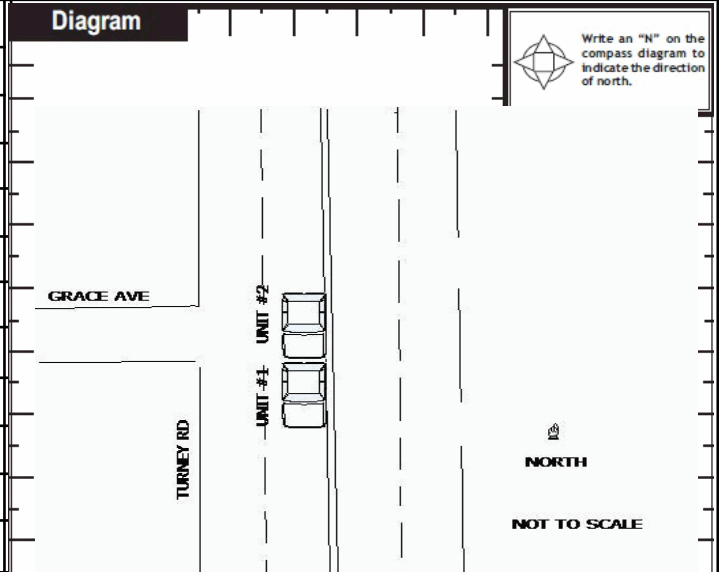 Diagram
Write an “N” on the
compass diagram to
indicate the direction
of north.
GRACE AVE
UNIT #2
UNIT #1
TURNEY RD
NORTH
NOT TO SCALE